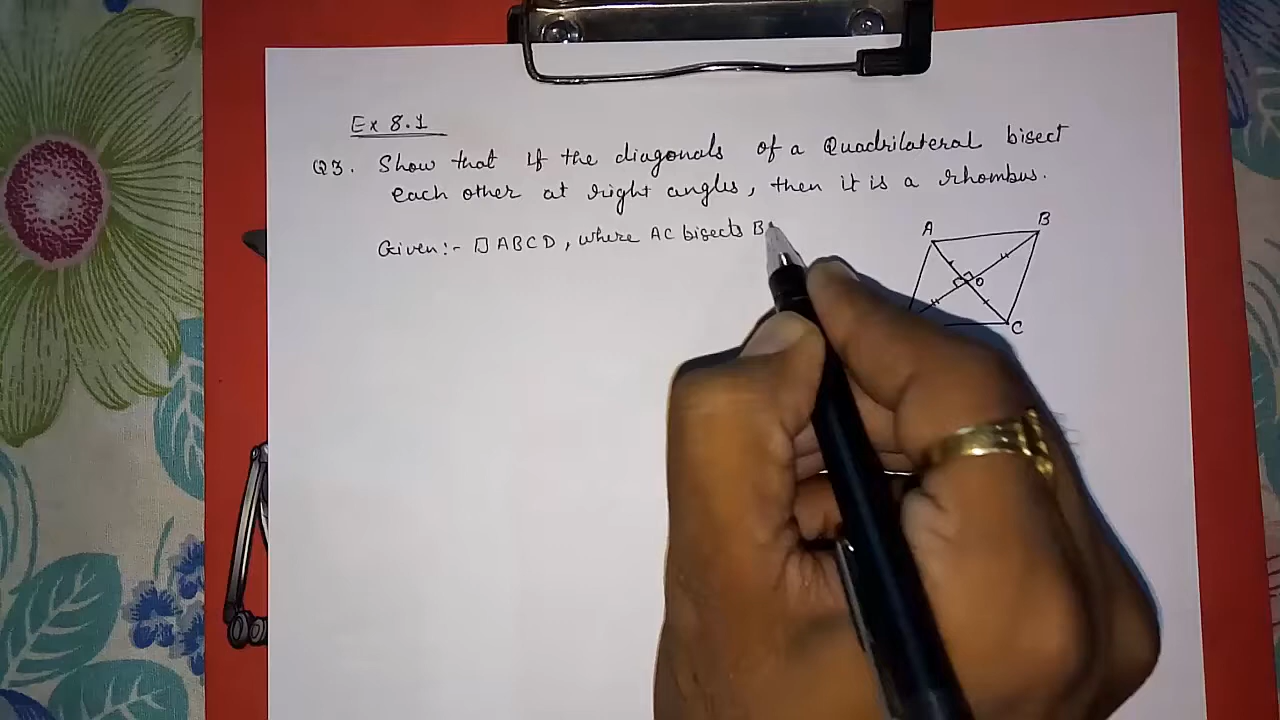 Ex 8.1
Q3. Show that if the diagonals of a Quadrilateral bisect
each other at right angles, then it is a rhombus.
Given:- □ ABCD, where AC bisects B
A
B
O
C